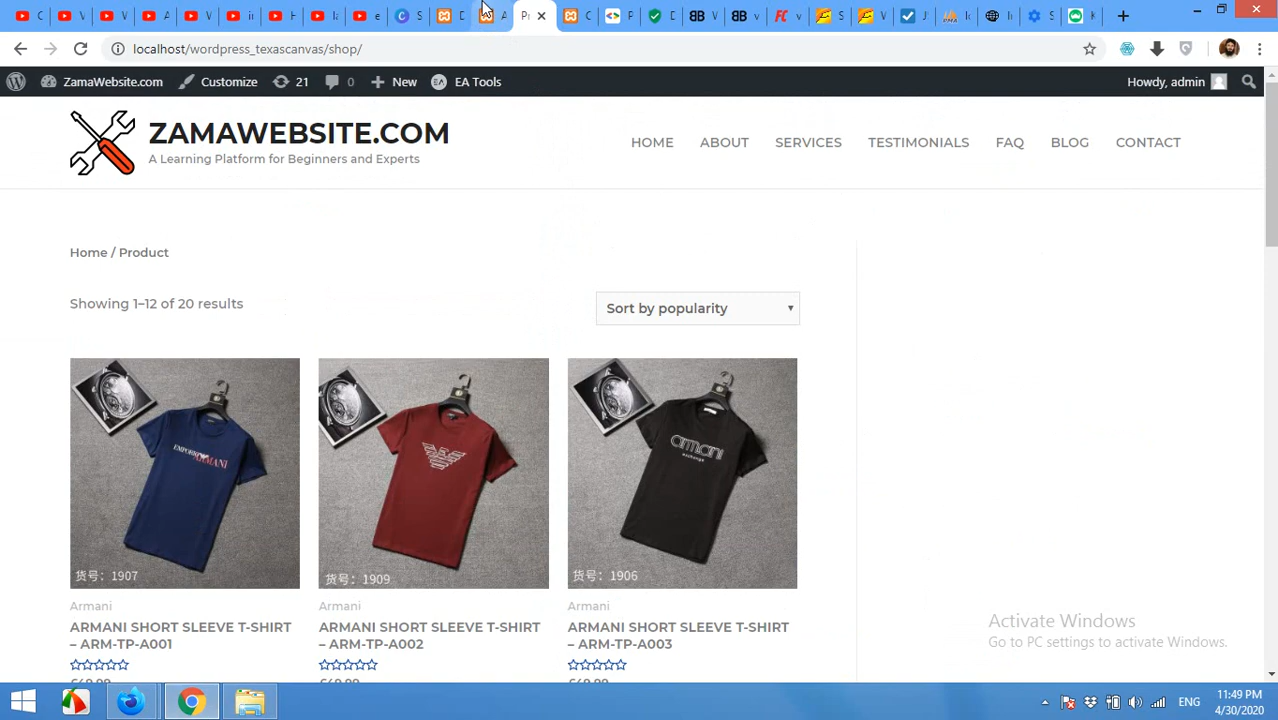 localhost/wordpress_texascanvas/shop/
ZamaWebsite.com Customize 21 0 New EA Tools Howdy, admin
ZAMAWEBSITE.COM
A Learning Platform for Beginners and Experts
HOME ABOUT SERVICES TESTIMONIALS FAQ BLOG CONTACT
Home / Product
Showing 1–12 of 20 results
Sort by popularity
EMPORIO ARMANI
货号：1907
货号：1909
ARMANI
exchange
货号：1906
Armani
ARMANI SHORT SLEEVE T-SHIRT
– ARM-TP-A001
Armani
ARMANI SHORT SLEEVE T-SHIRT
– ARM-TP-A002
Armani
ARMANI SHORT SLEEVE T-SHIRT
– ARM-TP-A003
Activate Windows
Go to PC settings to activate Windows.
ENG
11:49 PM
4/30/2020